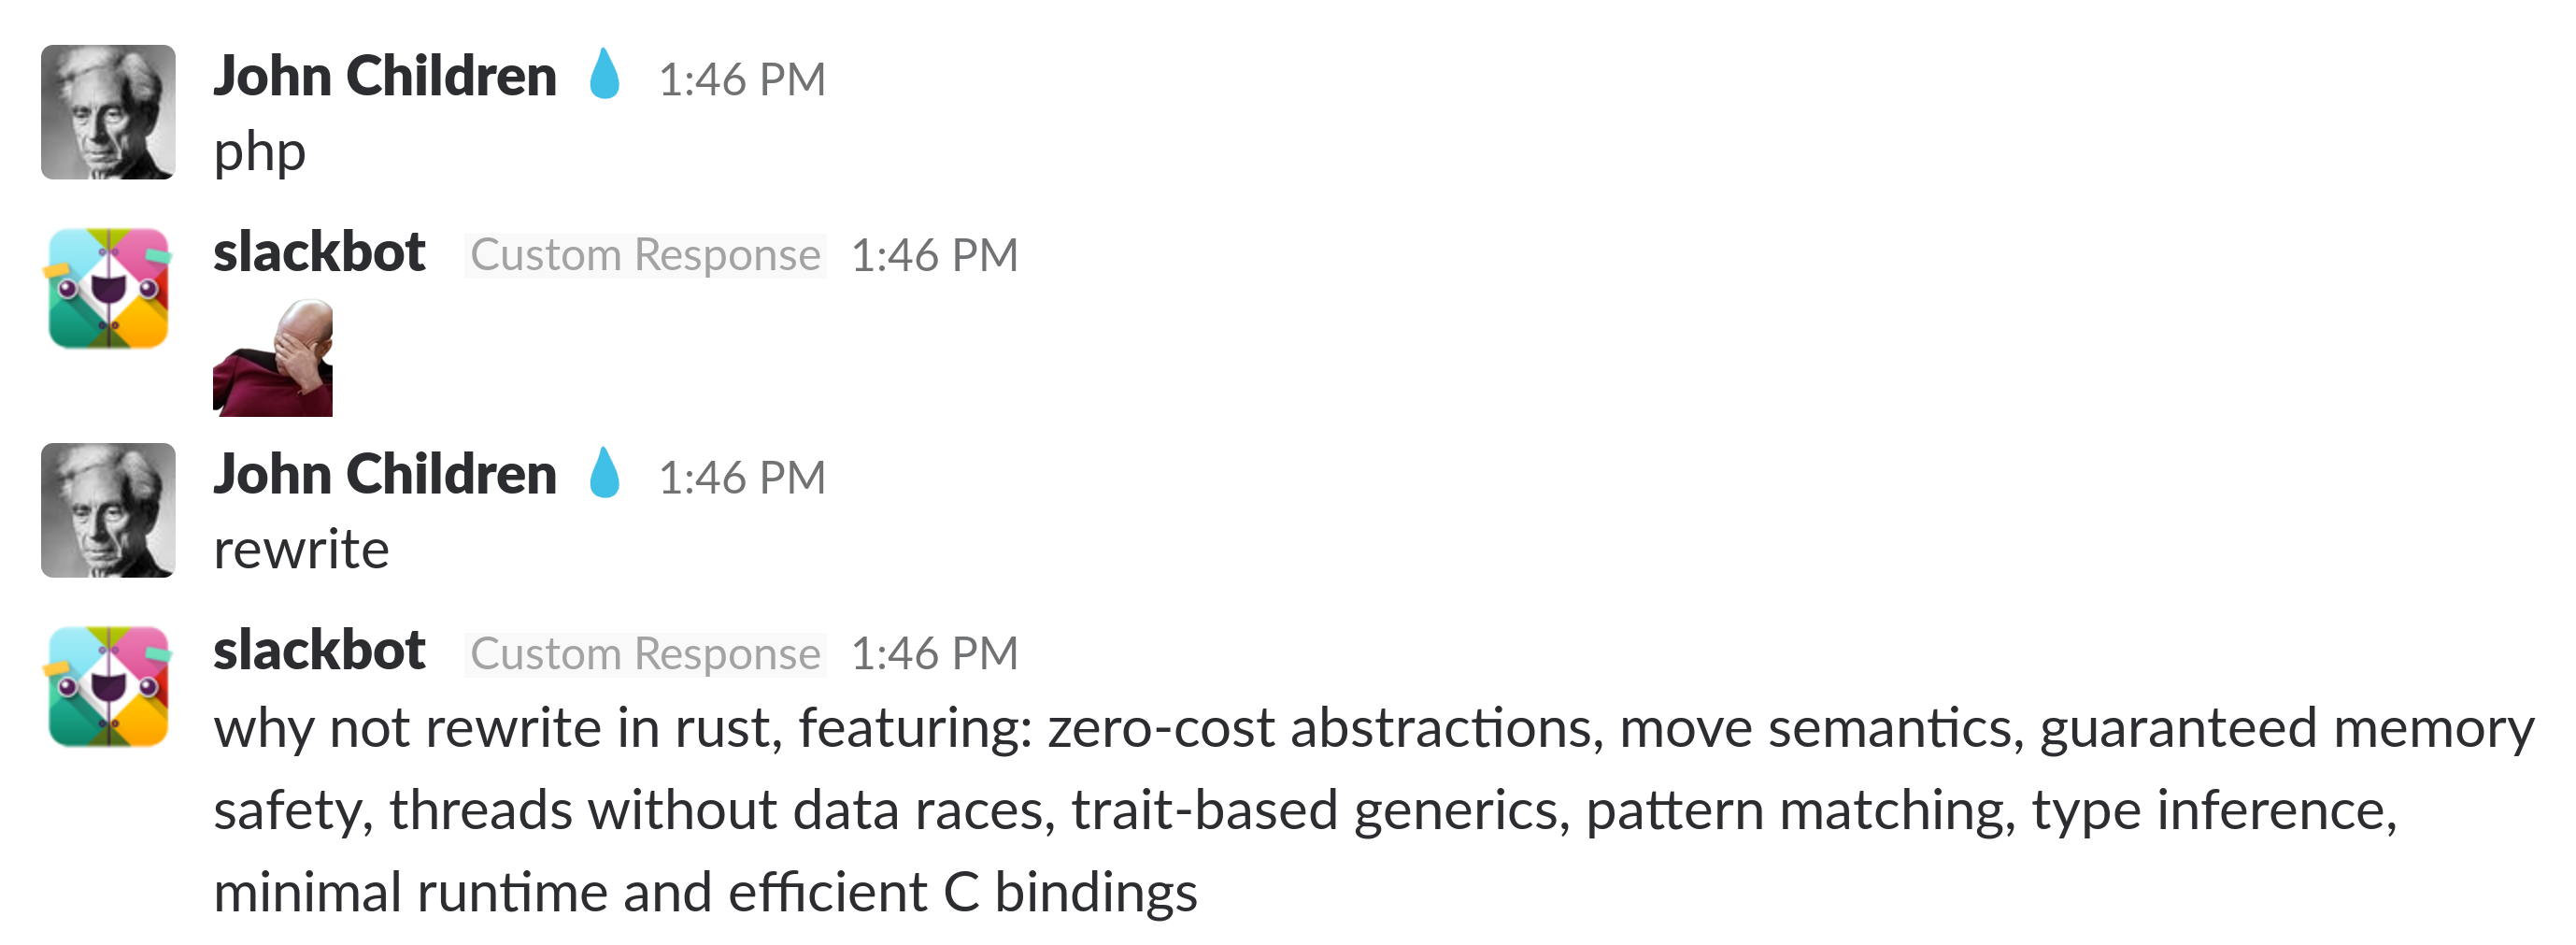 John Children 💧 1:46 PM
php
slackbot Custom Response 1:46 PM
John Children 💧 1:46 PM
rewrite
slackbot Custom Response 1:46 PM
why not rewrite in rust, featuring: zero-cost abstractions, move semantics, guaranteed memory
safety, threads without data races, trait-based generics, pattern matching, type inference,
minimal runtime and efficient C bindings